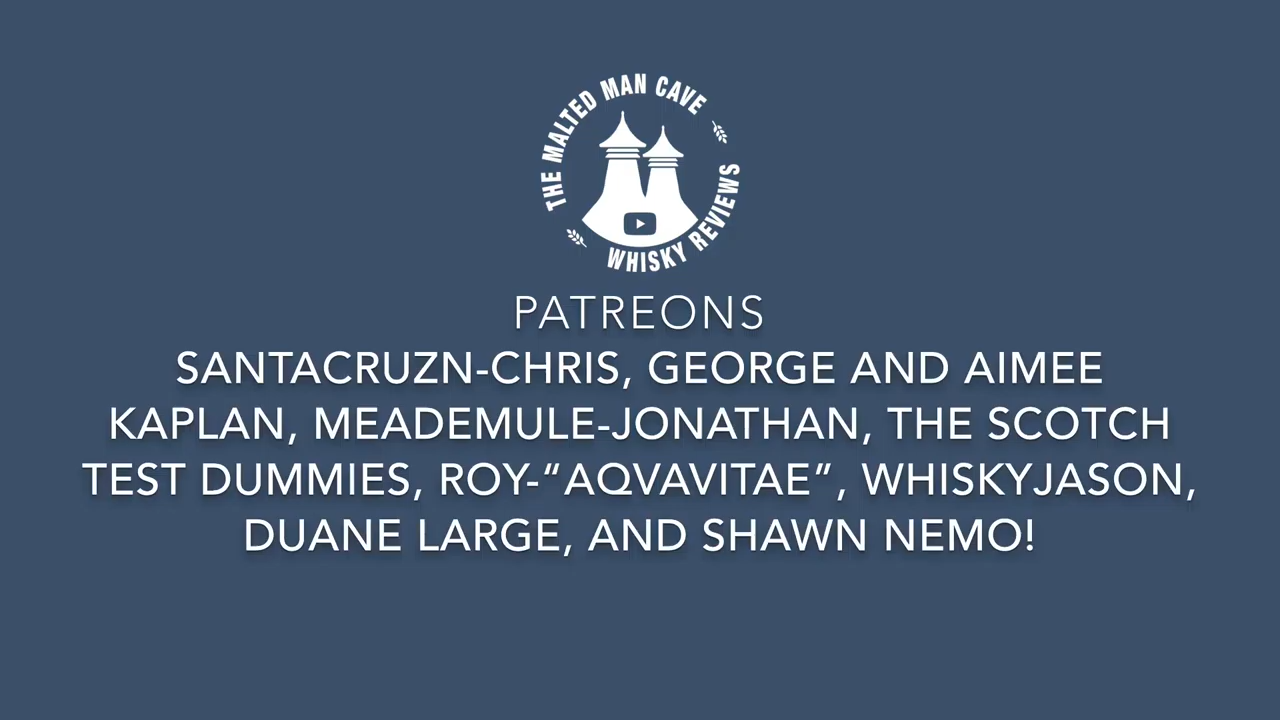 THE MALTED MAN CAVE
WHISKY REVIEWS
PATREONS
SANTACRUZN-CHRIS, GEORGE AND AIMEE
KAPLAN, MEADEMULE-JONATHAN, THE SCOTCH
TEST DUMMIES, ROY-“AQVAVITAE”, WHISKYJASON,
DUANE LARGE, AND SHAWN NEMO!